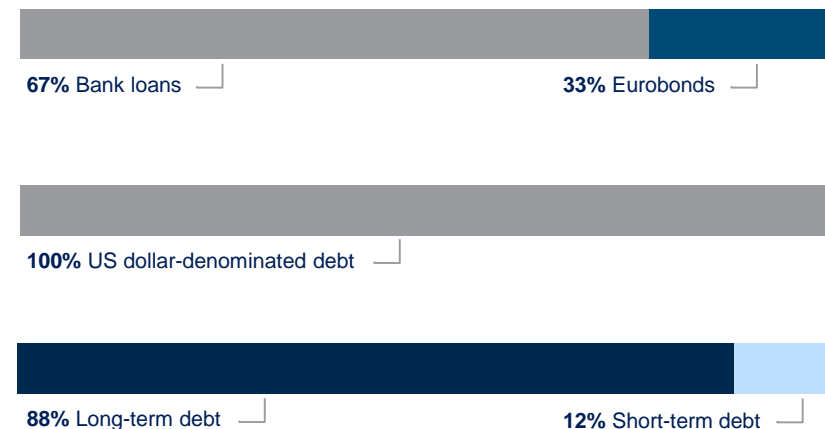 67% Bank loans
33% Eurobonds
100% US dollar-denominated debt
88% Long-term debt
12% Short-term debt